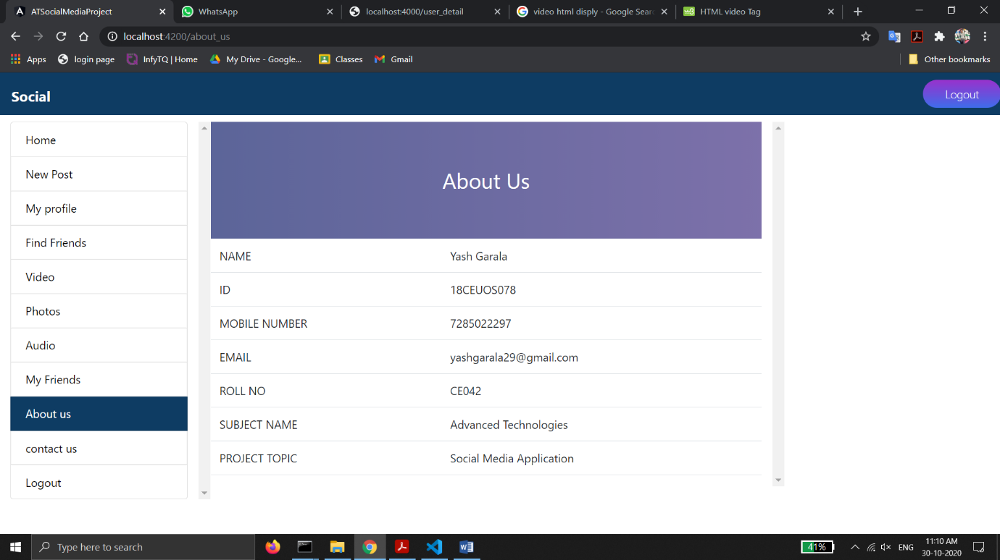 ATSocialMediaProject
WhatsApp
localhost:4000/user_detail
video html disply - Google Sear
HTML video Tag
localhost:4200/about_us
Apps
login page
InfyTQ | Home
My Drive - Google...
Classes
Gmail
Other bookmarks
Social
Logout
Home
New Post
My profile
Find Friends
Video
Photos
Audio
My Friends
About us
contact us
Logout
About Us
NAME Yash Garala
ID 18CEUOS078
MOBILE NUMBER 7285022297
EMAIL yashgarala29@gmail.com
ROLL NO CE042
SUBJECT NAME Advanced Technologies
PROJECT TOPIC Social Media Application
Type here to search
41%
ENG
11:10 AM
30-10-2020